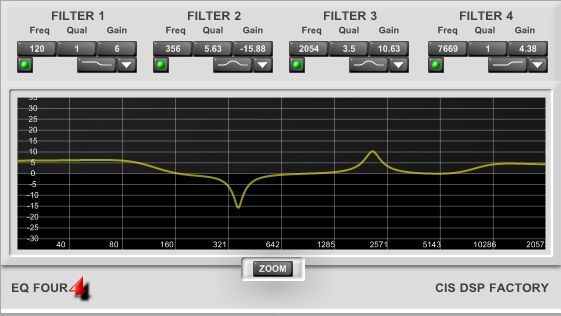 FILTER 1 FILTER 2 FILTER 3 FILTER 4
Freq Qual Gain Freq Qual Gain Freq Qual Gain Freq Qual Gain
120 1 6 356 5.63 -15.88 2054 3.5 10.63 7669 1 4.38
35
30
25
20
15
10
5
0
-5
-10
-15
-20
-25
-30
40 80 160 321 642 1285 2571 5143 10286 2057
ZOOM
EQ FOUR 4 CIS DSP FACTORY